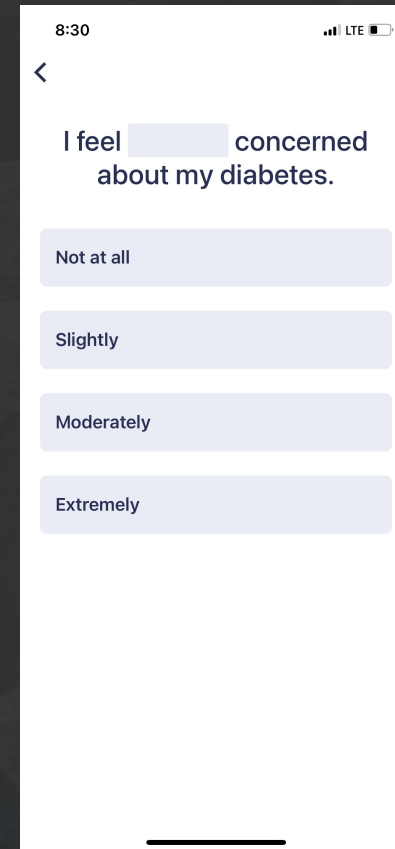 8:30
LTE
I feel concerned
about my diabetes.
Not at all
Slightly
Moderately
Extremely